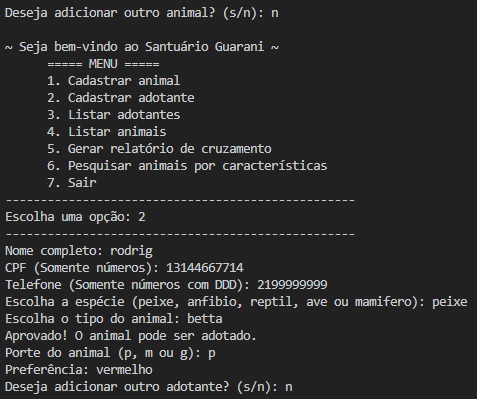 Deseja adicionar outro animal? (s/n): n
~ Seja bem-vindo ao Santuário Guarani ~
===== MENU =====
1. Cadastrar animal
2. Cadastrar adotante
3. Listar adotantes
4. Listar animais
5. Gerar relatório de cruzamento
6. Pesquisar animais por características
7. Sair
--------------------------------------------------
Escolha uma opção: 2
--------------------------------------------------
Nome completo: rodrig
CPF (Somente números): 13144667714
Telefone (Somente números com DDD): 2199999999
Escolha a espécie (peixe, anfibio, reptil, ave ou mamifero): peixe
Escolha o tipo do animal: betta
Aprovado! O animal pode ser adotado.
Porte do animal (p, m ou g): p
Preferência: vermelho
Deseja adicionar outro adotante? (s/n): n